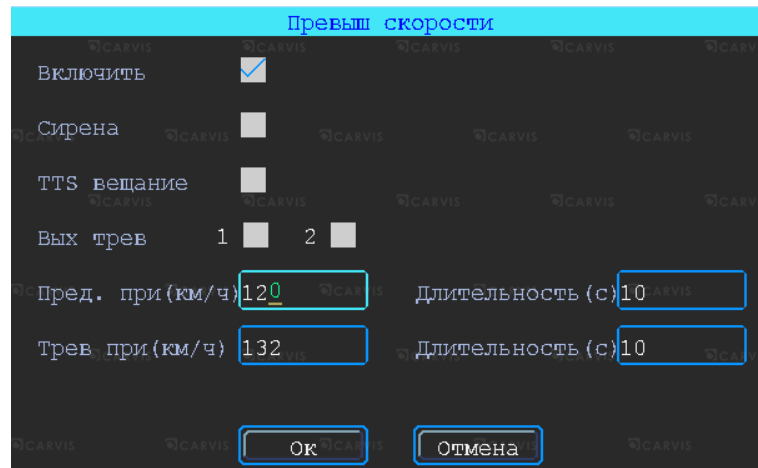 Превыш скорости
Включить
Сирена
TTS вещание
Вых трев 1 2
Пред. при(км/ч) 120 Длительность(с) 10
Трев при(км/ч) 132 Длительность(с) 10
Ок Отмена
CARVIS